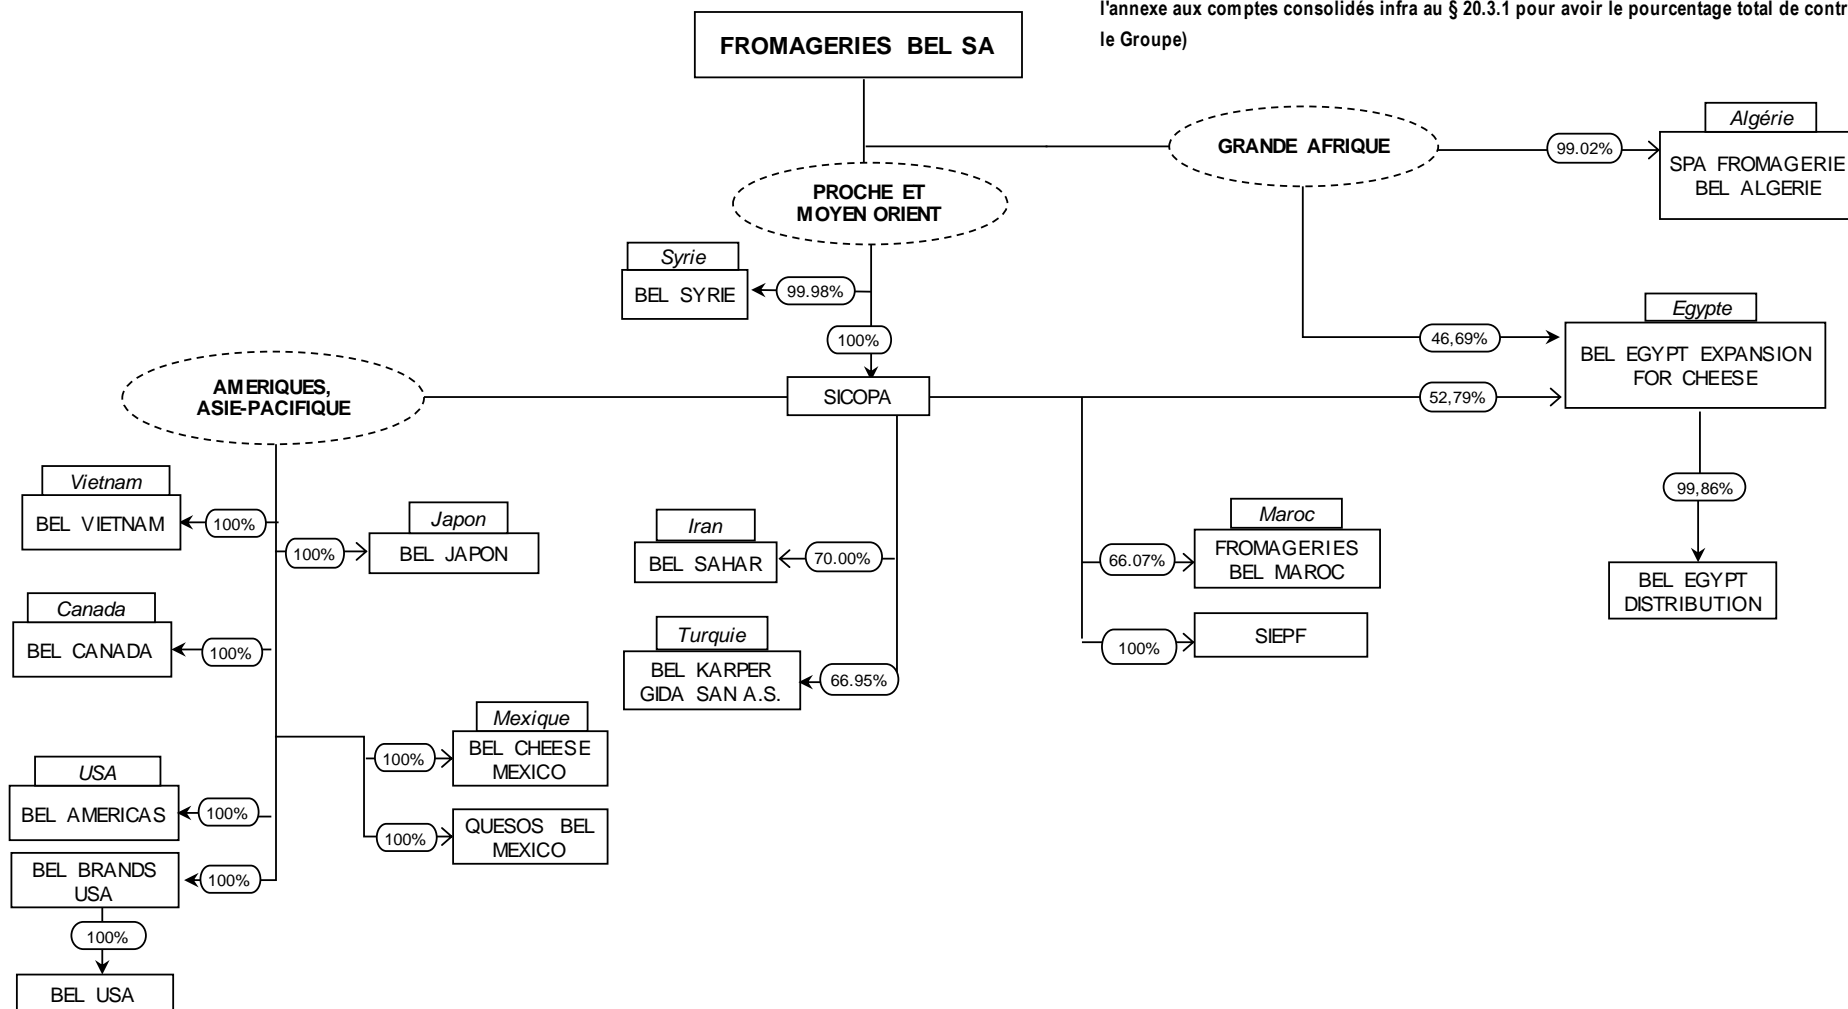 l'annexe aux comptes consolidés infra au § 20.3.1 pour avoir le pourcentage total de contr
le Groupe)
FROMAGERIES BEL SA
GRANDE AFRIQUE
99.02%
Algérie
SPA FROMAGERIE
BEL ALGERIE
PROCHE ET
MOYEN ORIENT
Syrie
BEL SYRIE
99.98%
100%
46,69%
Egypte
BEL EGYPT EXPANSION
FOR CHEESE
AMERIQUES,
ASIE-PACIFIQUE
SICOPA
52,79%
99,86%
BEL EGYPT
DISTRIBUTION
Vietnam
BEL VIETNAM
100%
100%
Japon
BEL JAPON
Iran
BEL SAHAR
70.00%
66.07%
Maroc
FROMAGERIES
BEL MAROC
Canada
BEL CANADA
100%
Turquie
BEL KARPER
GIDA SAN A.S.
66.95%
100%
SIEPF
Mexique
BEL CHEESE
MEXICO
100%
USA
BEL AMERICAS
100%
100%
QUESOS BEL
MEXICO
BEL BRANDS
USA
100%
100%
BEL USA